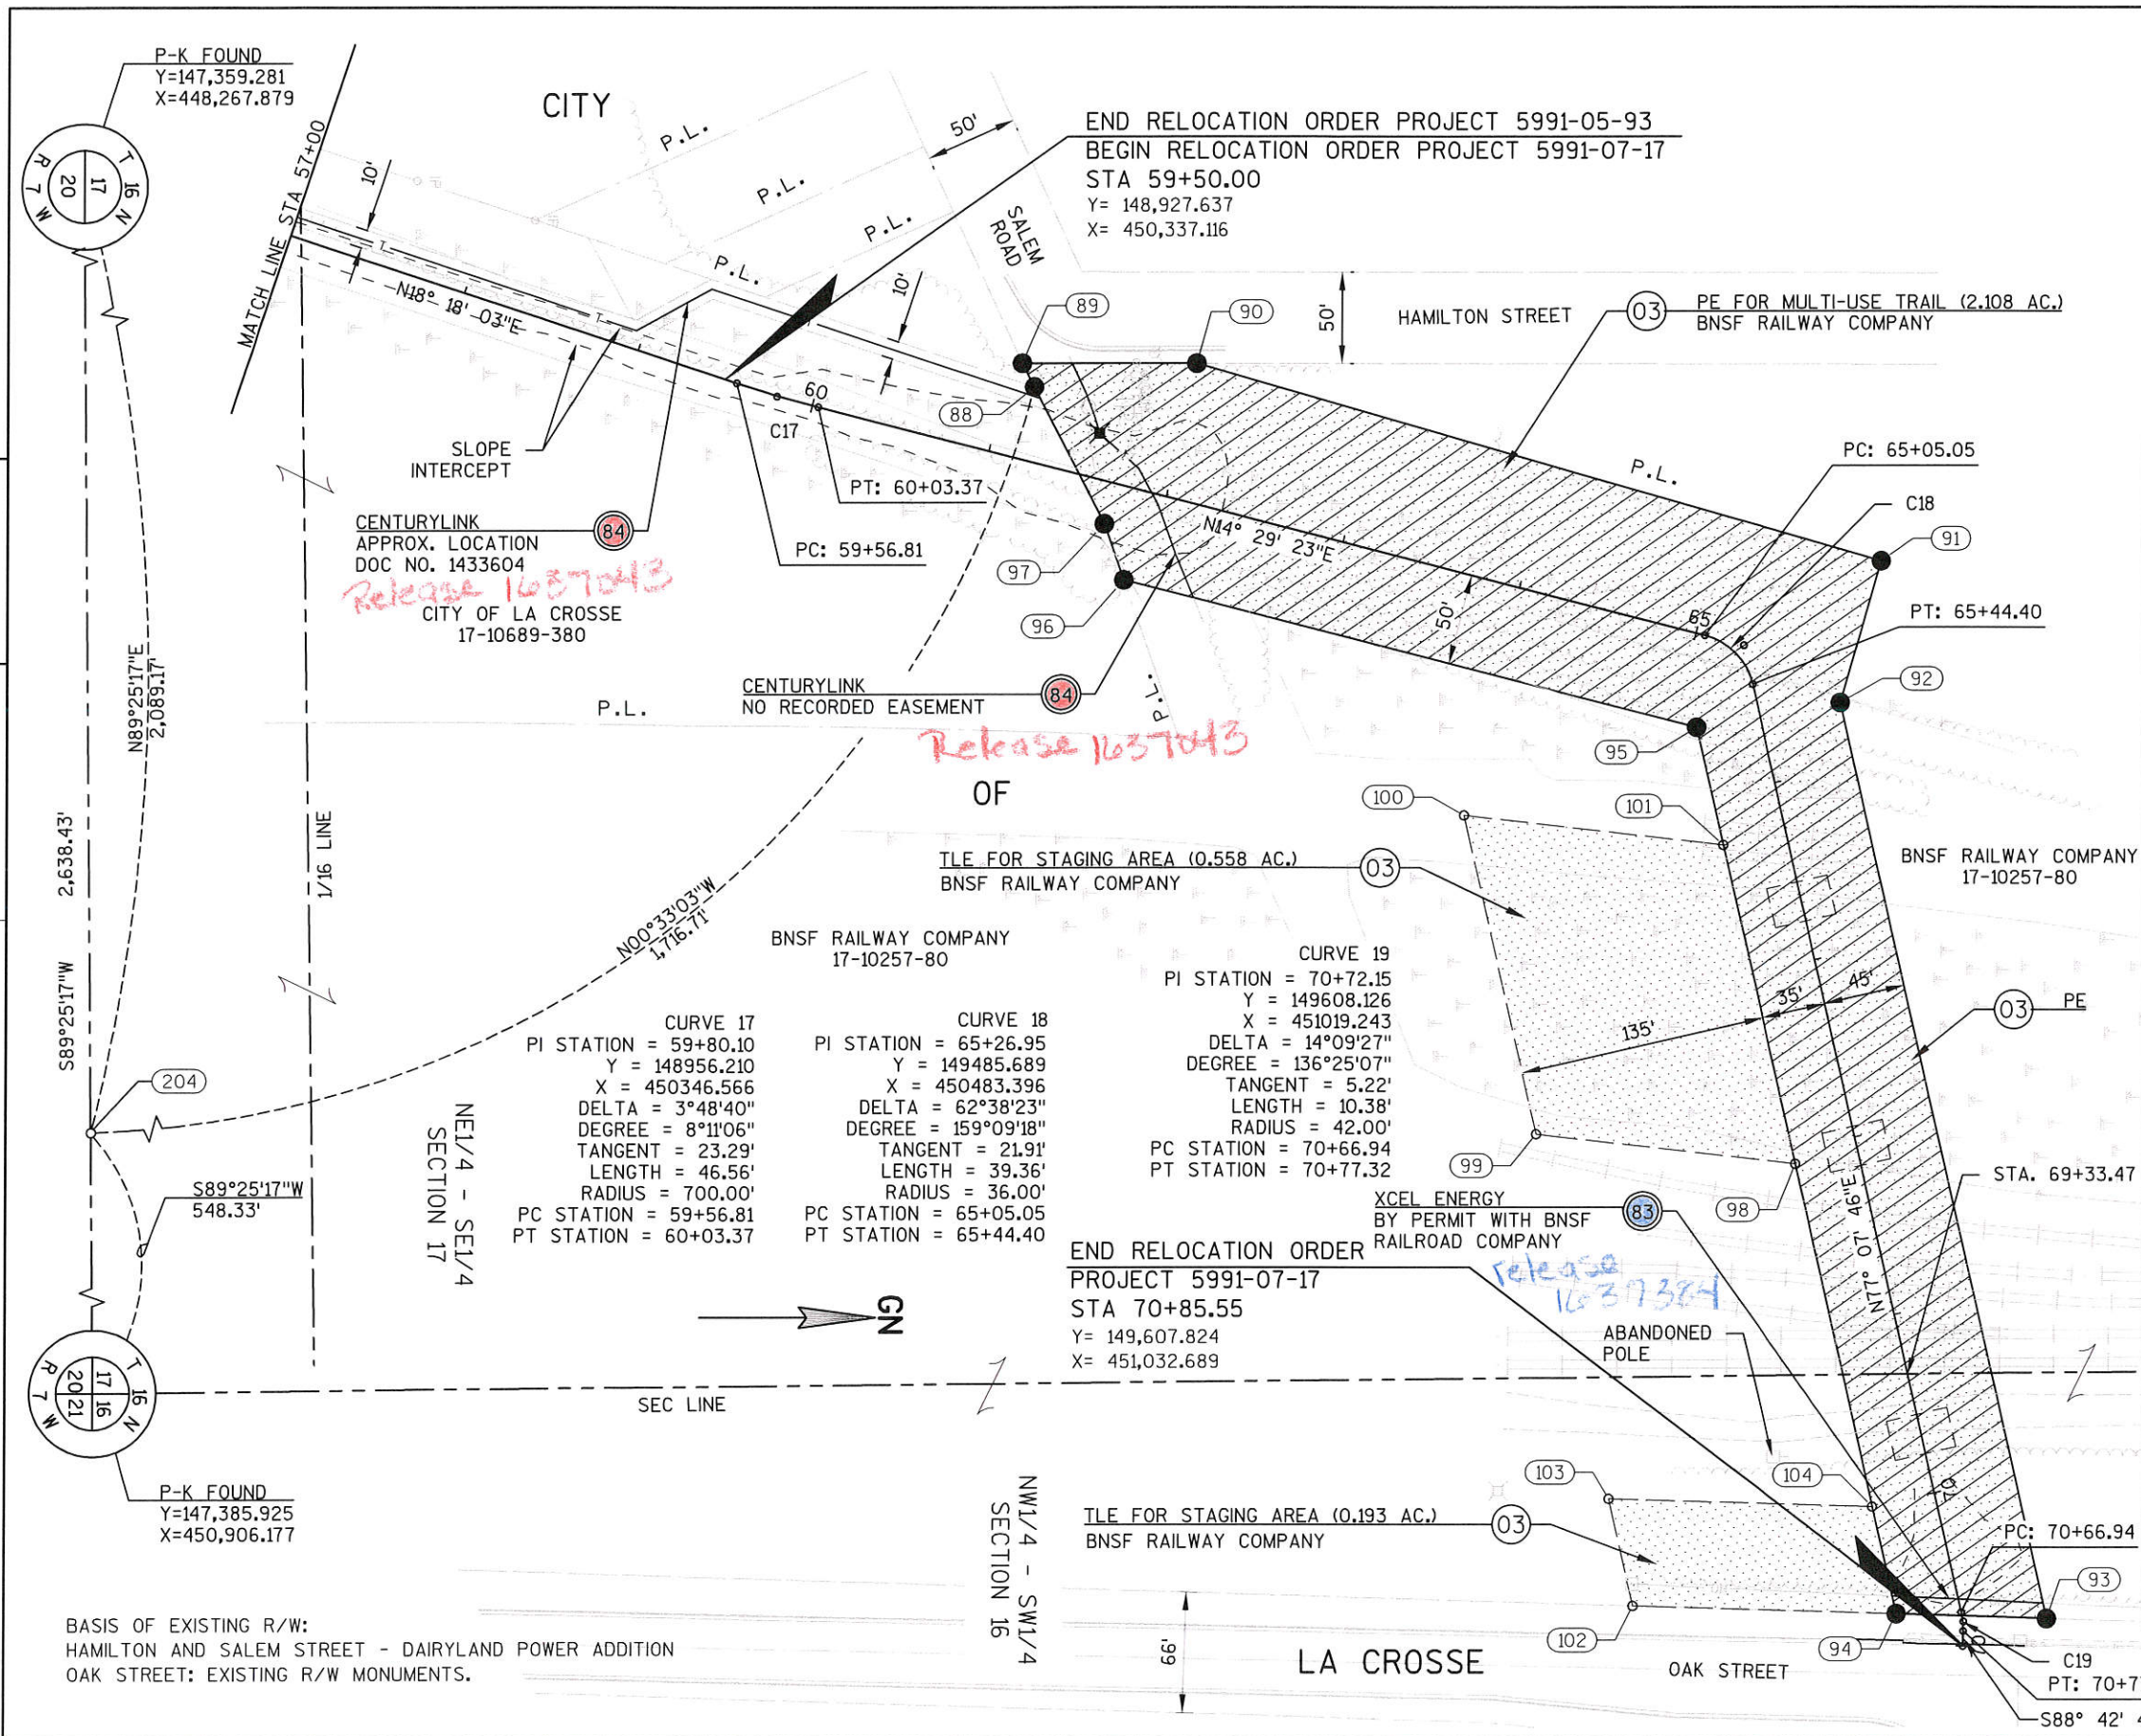 P-K FOUND
Y=147,359.281
X=448,267.879
T 16 N
R 7 W
17
20
MATCH LINE STA 57+00
10'
CITY
P.L.
P.L.
P.L.
P.L.
50'
SALEM
ROAD
10'
END RELOCATION ORDER PROJECT 5991-05-93
BEGIN RELOCATION ORDER PROJECT 5991-07-17
STA 59+50.00
Y= 148,927.637
X= 450,337.116
HAMILTON STREET
50'
03
PE FOR MULTI-USE TRAIL (2.108 AC.)
BNSF RAILWAY COMPANY
N18° 18' 03"E
89
90
88
60
C17
SLOPE
INTERCEPT
PT: 60+03.37
PC: 59+56.81
CENTURYLINK
APPROX. LOCATION
DOC NO. 1433604
84
Release 1637043
CITY OF LA CROSSE
17-10689-380
N14° 29' 23"E
P.L.
PC: 65+05.05
C18
91
97
96
50'
65
PT: 65+44.40
92
CENTURYLINK
NO RECORDED EASEMENT
84
P.L.
P.L.
Release 1637043
95
N89°25'17"E
2,089.17'
2,638.43'
S89°25'17"W
1/16 LINE
OF
100
101
TLE FOR STAGING AREA (0.558 AC.)
BNSF RAILWAY COMPANY
03
BNSF RAILWAY COMPANY
17-10257-80
N00°33'03"W
1,716.71'
BNSF RAILWAY COMPANY
17-10257-80
135'
35'
45'
03
PE
CURVE 17
PI STATION = 59+80.10
Y = 148956.210
X = 450346.566
DELTA = 3°48'40"
DEGREE = 8°11'06"
TANGENT = 23.29'
LENGTH = 46.56'
RADIUS = 700.00'
PC STATION = 59+56.81
PT STATION = 60+03.37
CURVE 18
PI STATION = 65+26.95
Y = 149485.689
X = 450483.396
DELTA = 62°38'23"
DEGREE = 159°09'18"
TANGENT = 21.91'
LENGTH = 39.36'
RADIUS = 36.00'
PC STATION = 65+05.05
PT STATION = 65+44.40
CURVE 19
PI STATION = 70+72.15
Y = 149608.126
X = 451019.243
DELTA = 14°09'27"
DEGREE = 136°25'07"
TANGENT = 5.22'
LENGTH = 10.38'
RADIUS = 42.00'
PC STATION = 70+66.94
PT STATION = 70+77.32
204
NE1/4 - SE1/4
SECTION 17
S89°25'17"W
548.33'
99
98
N77° 07' 46"E
STA. 69+33.47
XCEL ENERGY
BY PERMIT WITH BNSF
RAILROAD COMPANY
83
release
1637384
END RELOCATION ORDER
PROJECT 5991-07-17
STA 70+85.55
Y= 149,607.824
X= 451,032.689
GN
ABANDONED
POLE
T 16 N
R 7 W
17
16
20
21
SEC LINE
P-K FOUND
Y=147,385.925
X=450,906.177
NW1/4 - SW1/4
SECTION 16
103
104
70
TLE FOR STAGING AREA (0.193 AC.)
BNSF RAILWAY COMPANY
03
PC: 70+66.94
93
102
94
66'
LA CROSSE
OAK STREET
C19
PT: 70+7
S88° 42'
BASIS OF EXISTING R/W:
HAMILTON AND SALEM STREET - DAIRYLAND POWER ADDITION
OAK STREET: EXISTING R/W MONUMENTS.